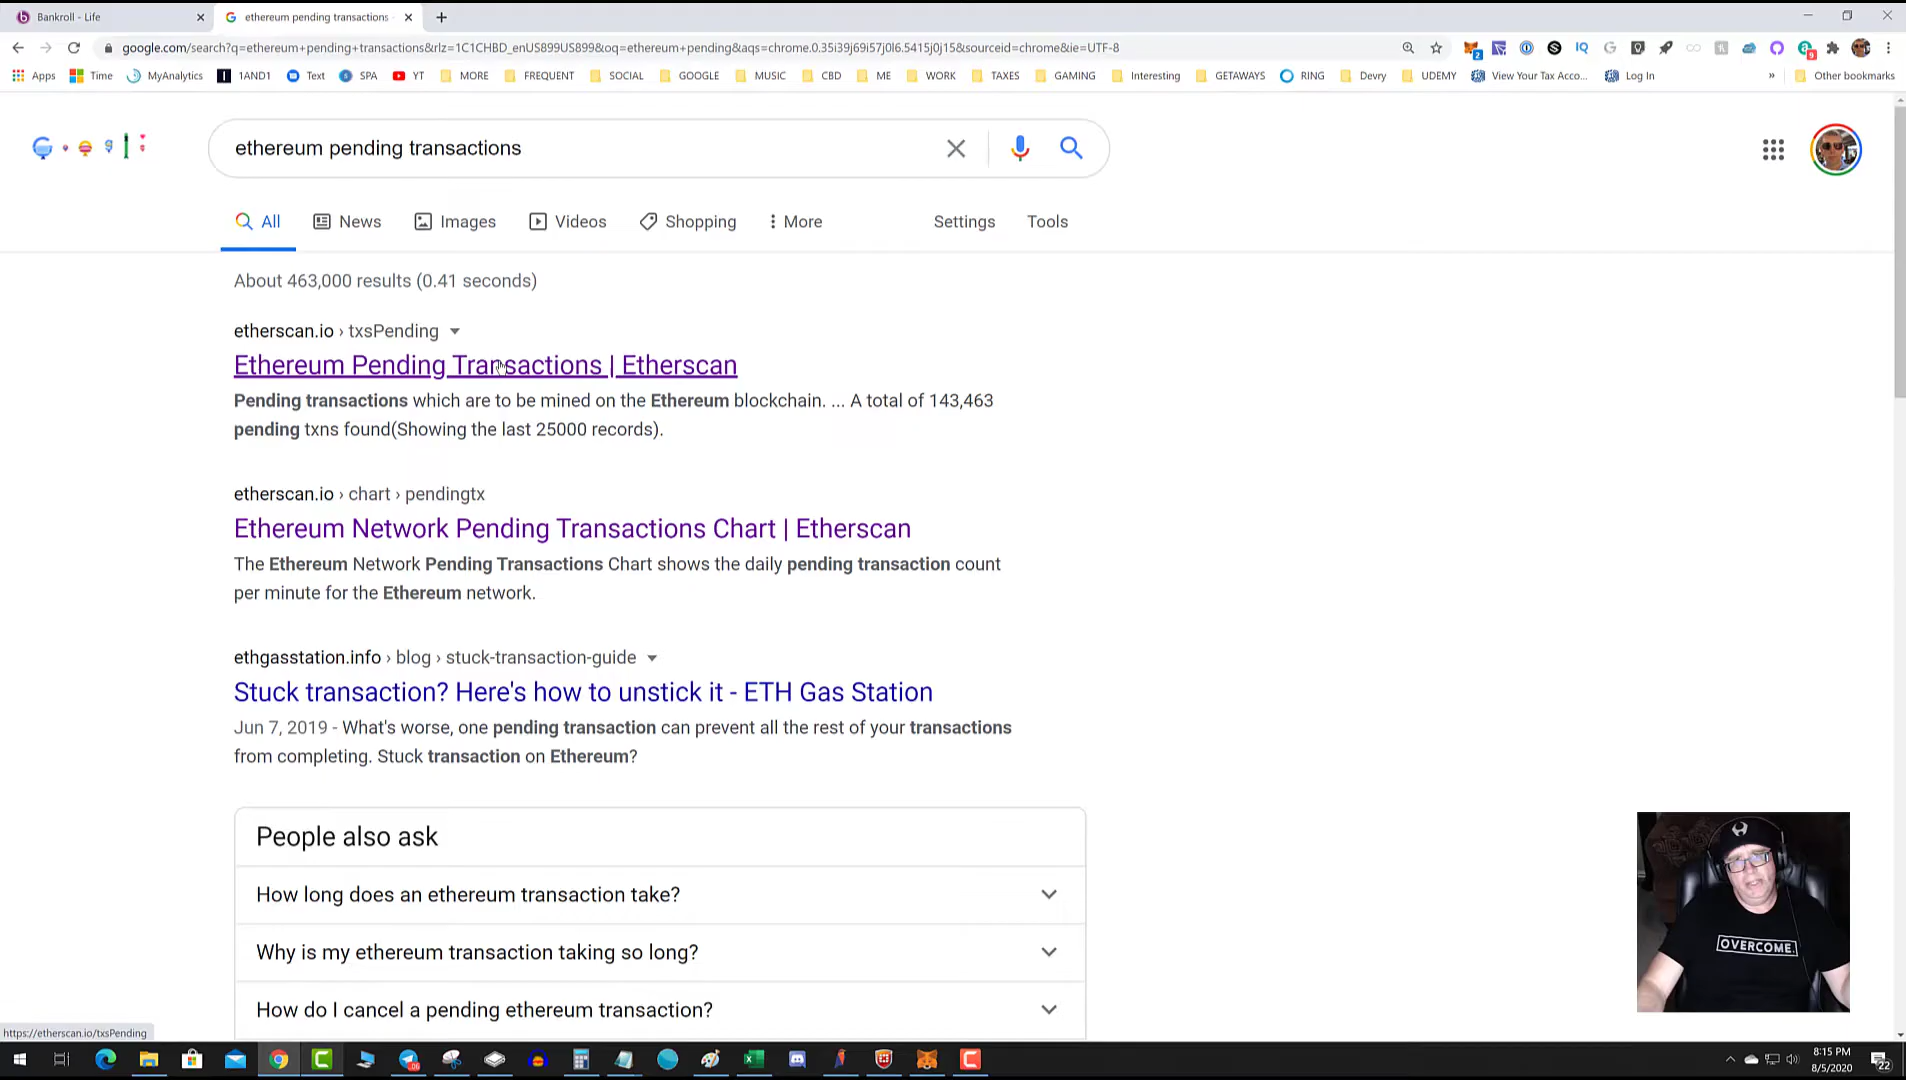 Bankroll - Life
ethereum pending transactions
google.com/search?q=ethereum+pending+transactions&rlz=1C1CHBD_enUS899US899&oq=ethereum+pending&aqs=chrome.0.35i39j69i57j0l6.5415j0j15&sourceid=chrome&ie=UTF-8
Apps Time MyAnalytics 1AND1 Text SPA YT MORE FREQUENT SOCIAL GOOGLE MUSIC CBD ME WORK TAXES GAMING Interesting GETAWAYS RING Devry UDEMY View Your Tax Acco... Log In » Other bookmarks
ethereum pending transactions
All News Images Videos Shopping More Settings Tools
About 463,000 results (0.41 seconds)
etherscan.io › txsPending
Ethereum Pending Transactions | Etherscan
Pending transactions which are to be mined on the Ethereum blockchain. ... A total of 143,463
pending txns found(Showing the last 25000 records).
etherscan.io › chart › pendingtx
Ethereum Network Pending Transactions Chart | Etherscan
The Ethereum Network Pending Transactions Chart shows the daily pending transaction count
per minute for the Ethereum network.
ethgasstation.info › blog › stuck-transaction-guide
Stuck transaction? Here's how to unstick it - ETH Gas Station
Jun 7, 2019 - What's worse, one pending transaction can prevent all the rest of your transactions
from completing. Stuck transaction on Ethereum?
People also ask
How long does an ethereum transaction take?
Why is my ethereum transaction taking so long?
How do I cancel a pending ethereum transaction?
OVERCOME.
https://etherscan.io/txsPending
8:15 PM
8/5/2020
22